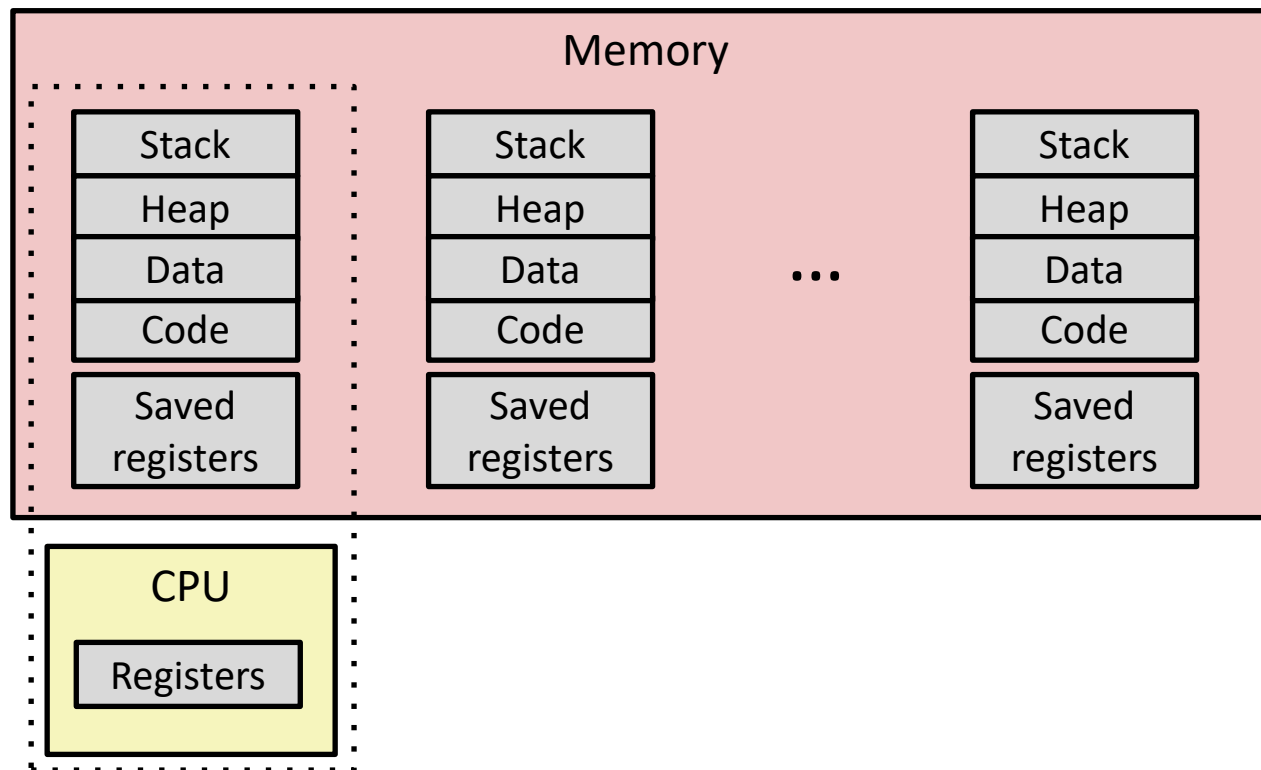 Memory
Stack
Heap
Data
Code
Saved
registers
Stack
Heap
Data
Code
Saved
registers
...
Stack
Heap
Data
Code
Saved
registers
CPU
Registers